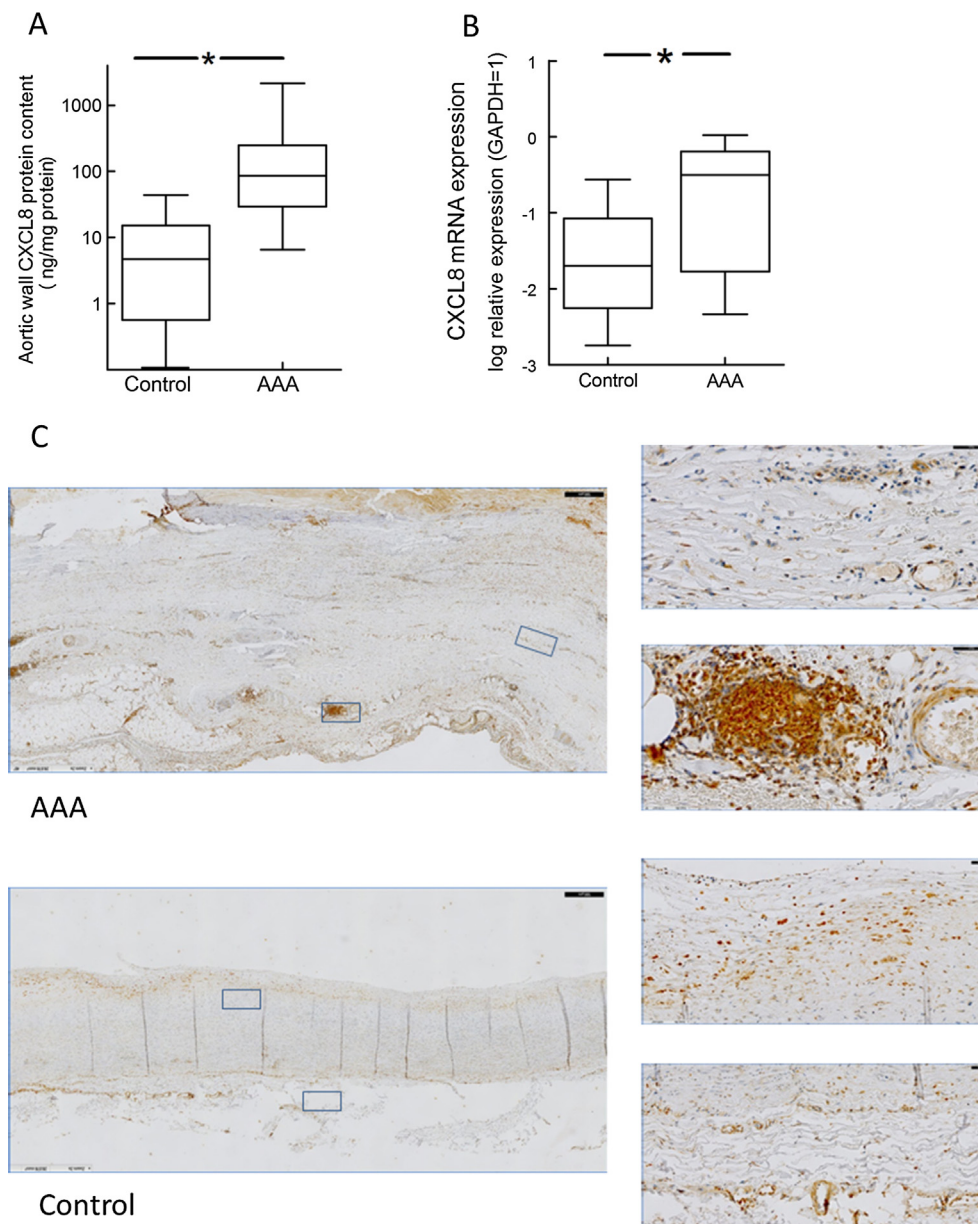 A
*
Aortic wall CXCL8 protein content
( ng/mg protein)
1000
100
10
1
Control
AAA
B
*
CXCL8 mRNA expression
log relative expression (GAPDH=1)
1
0
-1
-2
-3
Control
AAA
C
AAA
Control